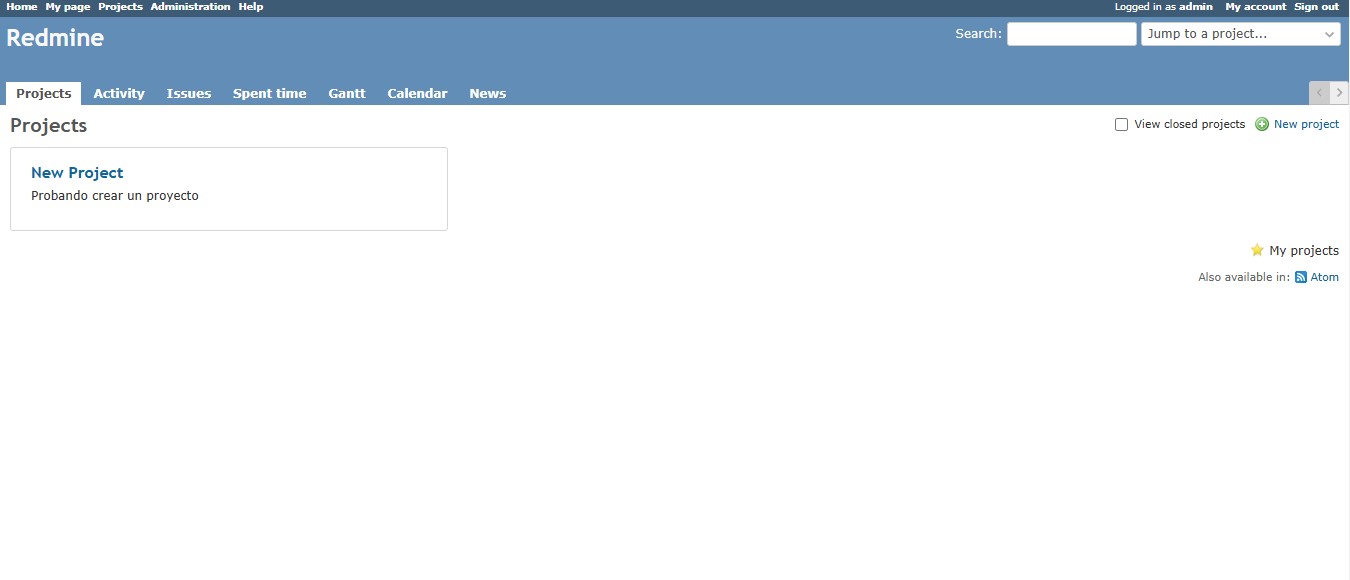 Home My page Projects Administration Help Logged in as admin My account Sign out
Redmine Search: Jump to a project...
Projects Activity Issues Spent time Gantt Calendar News
Projects View closed projects New project
New Project
Probando crear un proyecto
My projects
Also available in: Atom